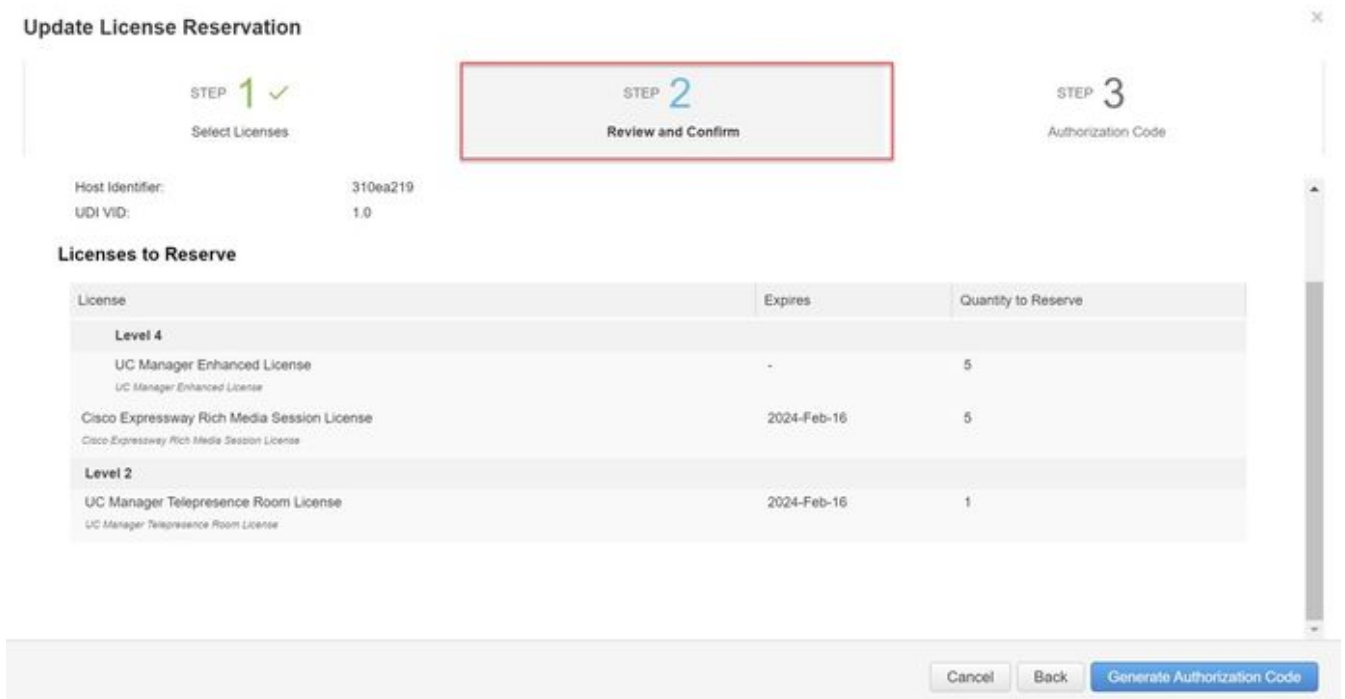 Update License Reservation
×
STEP 1 ✓
Select Licenses
STEP 2
Review and Confirm
STEP 3
Authorization Code
Host Identifier: 310ea219
UDI VID: 1.0
Licenses to Reserve
License Expires Quantity to Reserve
Level 4
UC Manager Enhanced License - 5
UC Manager Enhanced License
Cisco Expressway Rich Media Session License 2024-Feb-16 5
Cisco Expressway Rich Media Session License
Level 2
UC Manager Telepresence Room License 2024-Feb-16 1
UC Manager Telepresence Room License
Cancel Back Generate Authorization Code